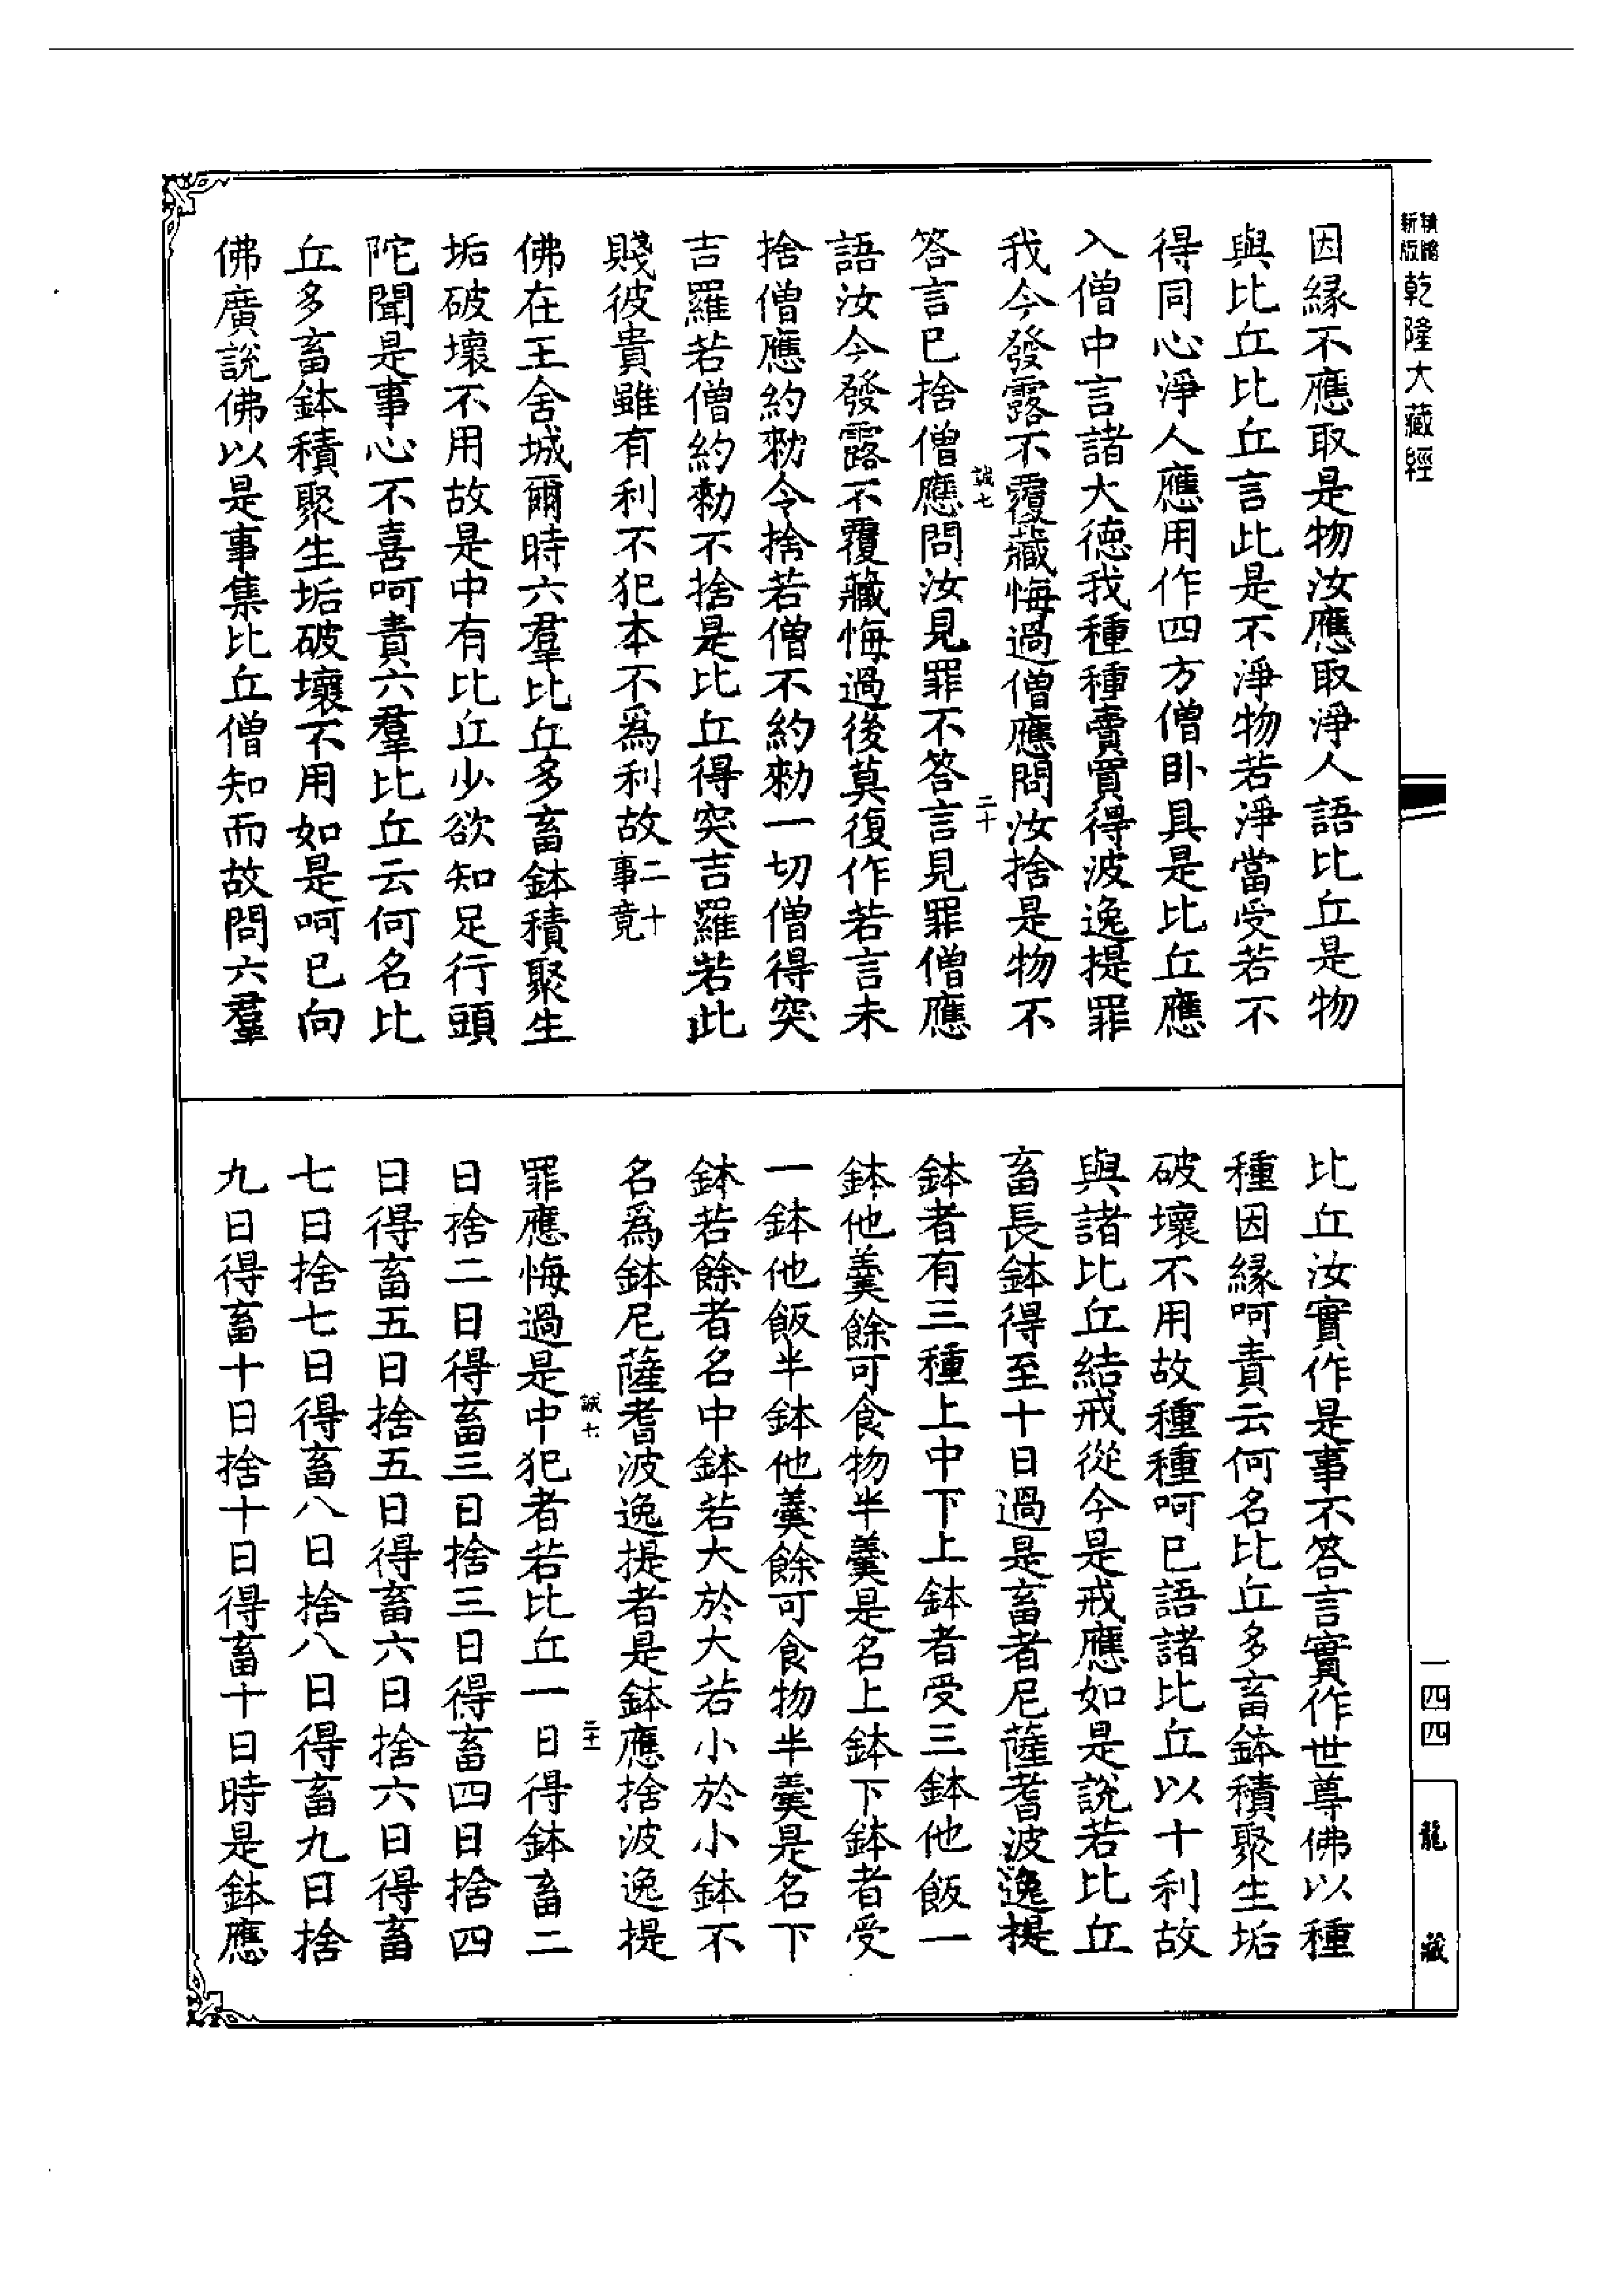 新版
乾隆大藏經
因緣不應取是物汝應取淨人語比丘是物
與比丘比丘言此是不淨物若淨當受若不
得同心淨人應用作四方僧臥具是比丘應
入僧中言諸大德我種種賣買得波逸提罪
我今發露不覆藏悔過僧應問汝捨是物不
誠七
二十
答言已捨僧應問汝見罪不答言見罪僧應
語汝今發露不覆藏悔過後莫復作若言未
捨僧應約勑令捨若僧不約勑一切僧得突
吉羅若僧約勑不捨是比丘得突吉羅若此
賤彼貴雖有利不犯本不爲利故二十事竟
佛在王舍城爾時六羣比丘多畜鉢積聚生
垢破壞不用故是中有比丘少欲知足行頭
陀聞是事心不喜呵責六羣比丘云何名比
丘多畜鉢積聚生垢破壞不用如是呵已向
佛廣說佛以是事集比丘僧知而故問六羣
比丘汝實作是事不答言實作世尊佛以種
種因緣呵責云何名比丘多畜鉢積聚生垢
破壞不用故種種呵已語諸比丘以十利故
與諸比丘結戒從今是戒應如是說若比丘
畜長鉢得至十日過是畜者尼薩耆波逸提
鉢者有三種上中下上鉢者受三鉢他飯一
鉢他羹餘可食物半羹是名上鉢下鉢者受
一鉢他飯半鉢他羹餘可食物半羹是名下
鉢若餘者名中鉢若大於大若小於小鉢不
名爲鉢尼薩耆波逸提者是鉢應捨波逸提
誠七
二十一
罪應悔過是中犯者若比丘一日得鉢畜二
日捨二日得畜三日捨三日得畜四日捨四
日得畜五日捨五日得畜六日捨六日得畜
七日捨七日得畜八日捨八日得畜九日捨
九日得畜十日捨十日得畜十日時是鉢應
一四四
龍藏